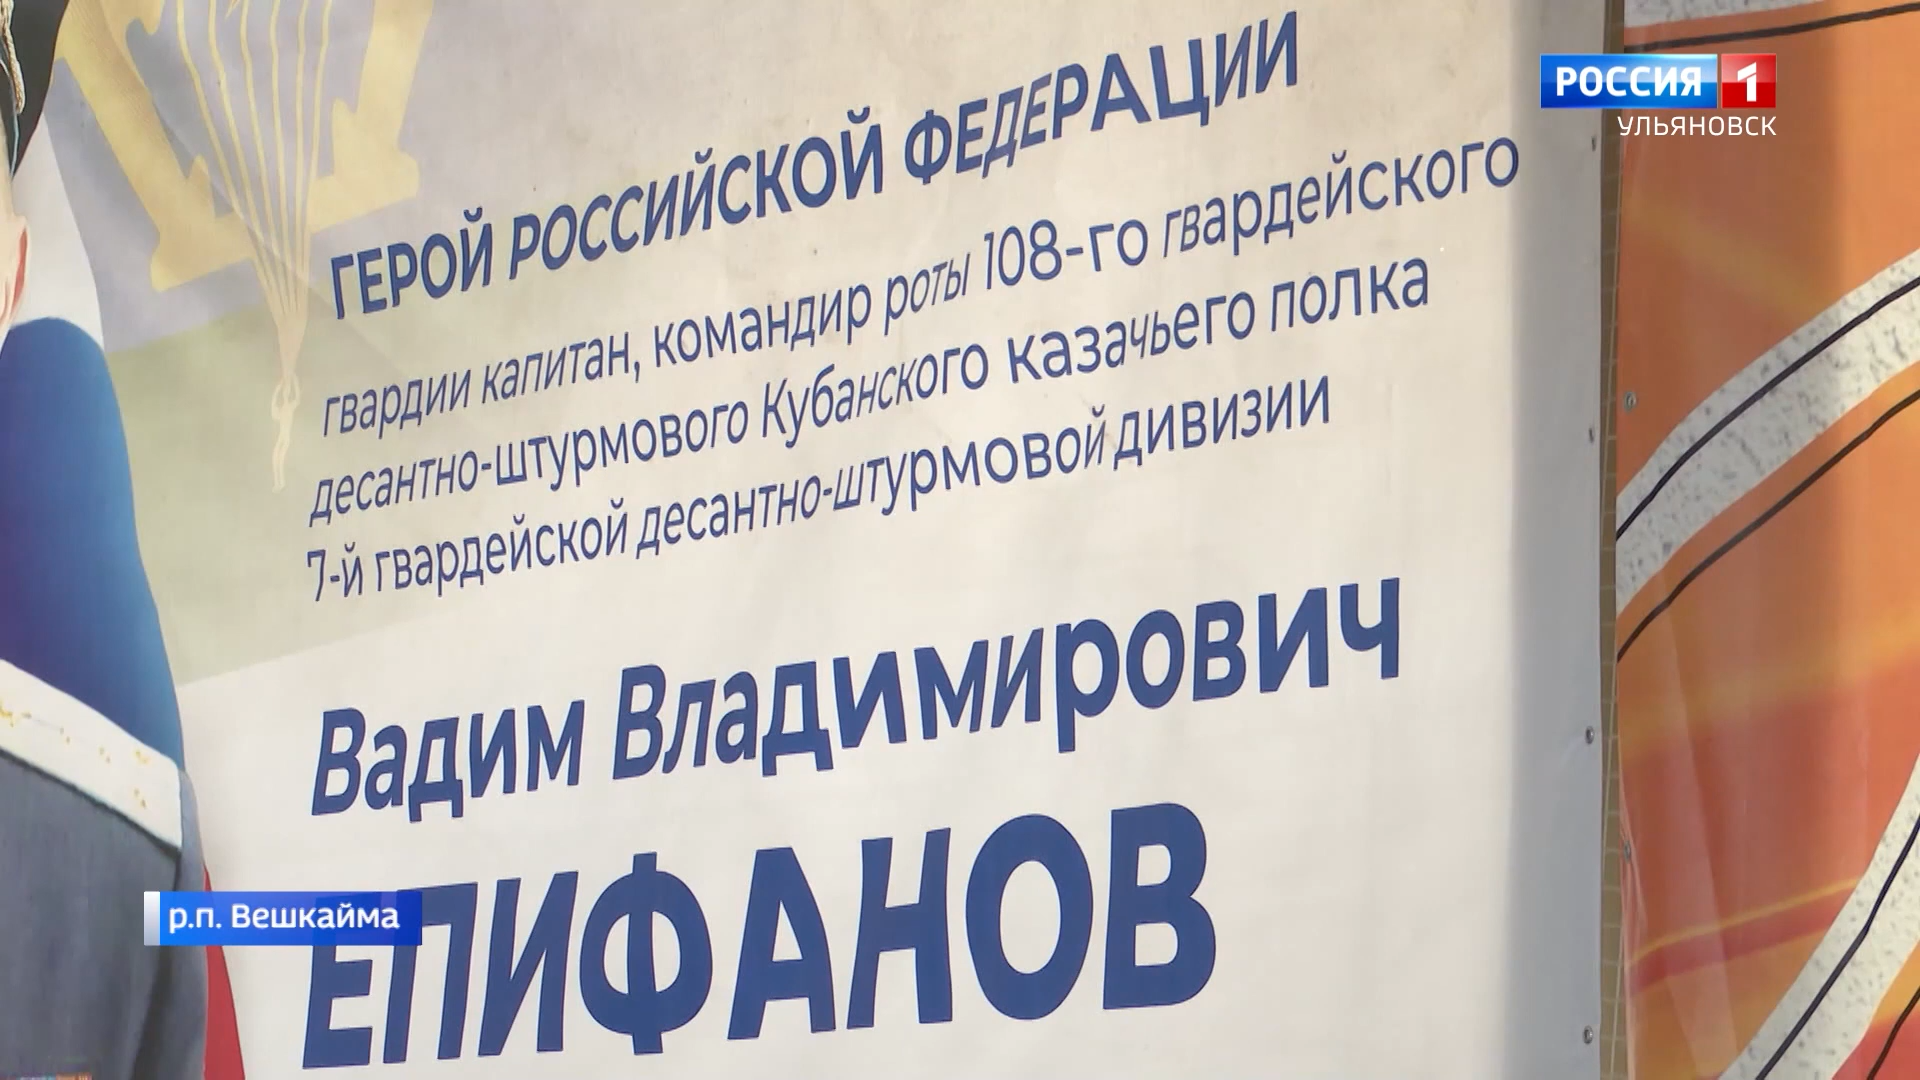 РОССИЯ 1
УЛЬЯНОВСК
ГЕРОЙ РОССИЙСКОЙ ФЕДЕРАЦИИ
гвардии капитан, командир роты 108-го гвардейского
десантно-штурмового Кубанского казачьего полка
7-й гвардейской десантно-штурмовой дивизии
Вадим Владимирович
ЕПИФАНОВ
р.п. Вешкайма